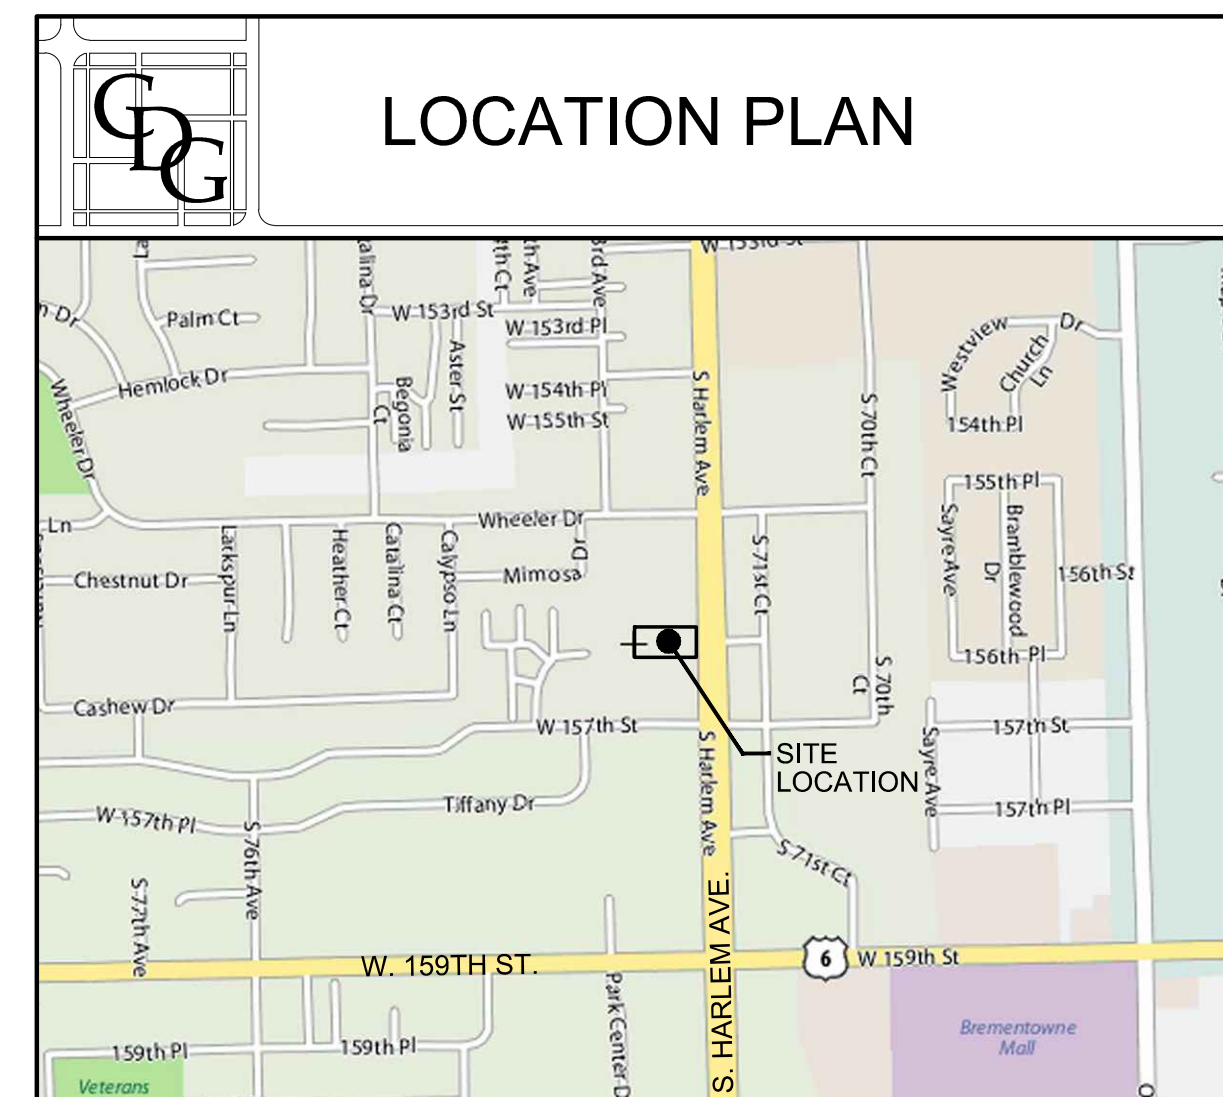 CDG
LOCATION PLAN
W 153rd St
Palm Ct
W 153rd St
W 153rd Pl
Aster St
Begonia
Ct
Hemlock Dr
Wheeler Dr
W 154th Pl
W 155th St
S Harlem Ave
S 70th Ct
Westview
Dr
Church
Ln
154th Pl
155th Pl
Sayre Ave
Bramblewood
Dr
156th St
156th Pl
Ln
Wheeler Dr
Dr
Mimosa
Chestnut Dr
Larkspur Ln
Heather Ct
Catalina Ct
Calypso Ln
S 71st Ct
S 70th
Ct
Cashew Dr
W 157th St
157th St
Sayre Ave
157th Pl
SITE
LOCATION
S Harlem Ave
Tiffany Dr
W 157th Pl
S 76th Ave
S 77th Ave
S 71st Ct
W. 159TH ST.
S. HARLEM AVE.
6
W 159th St
Park Center D
159th Pl
159th Pl
Brementowne
Mall
Veterans